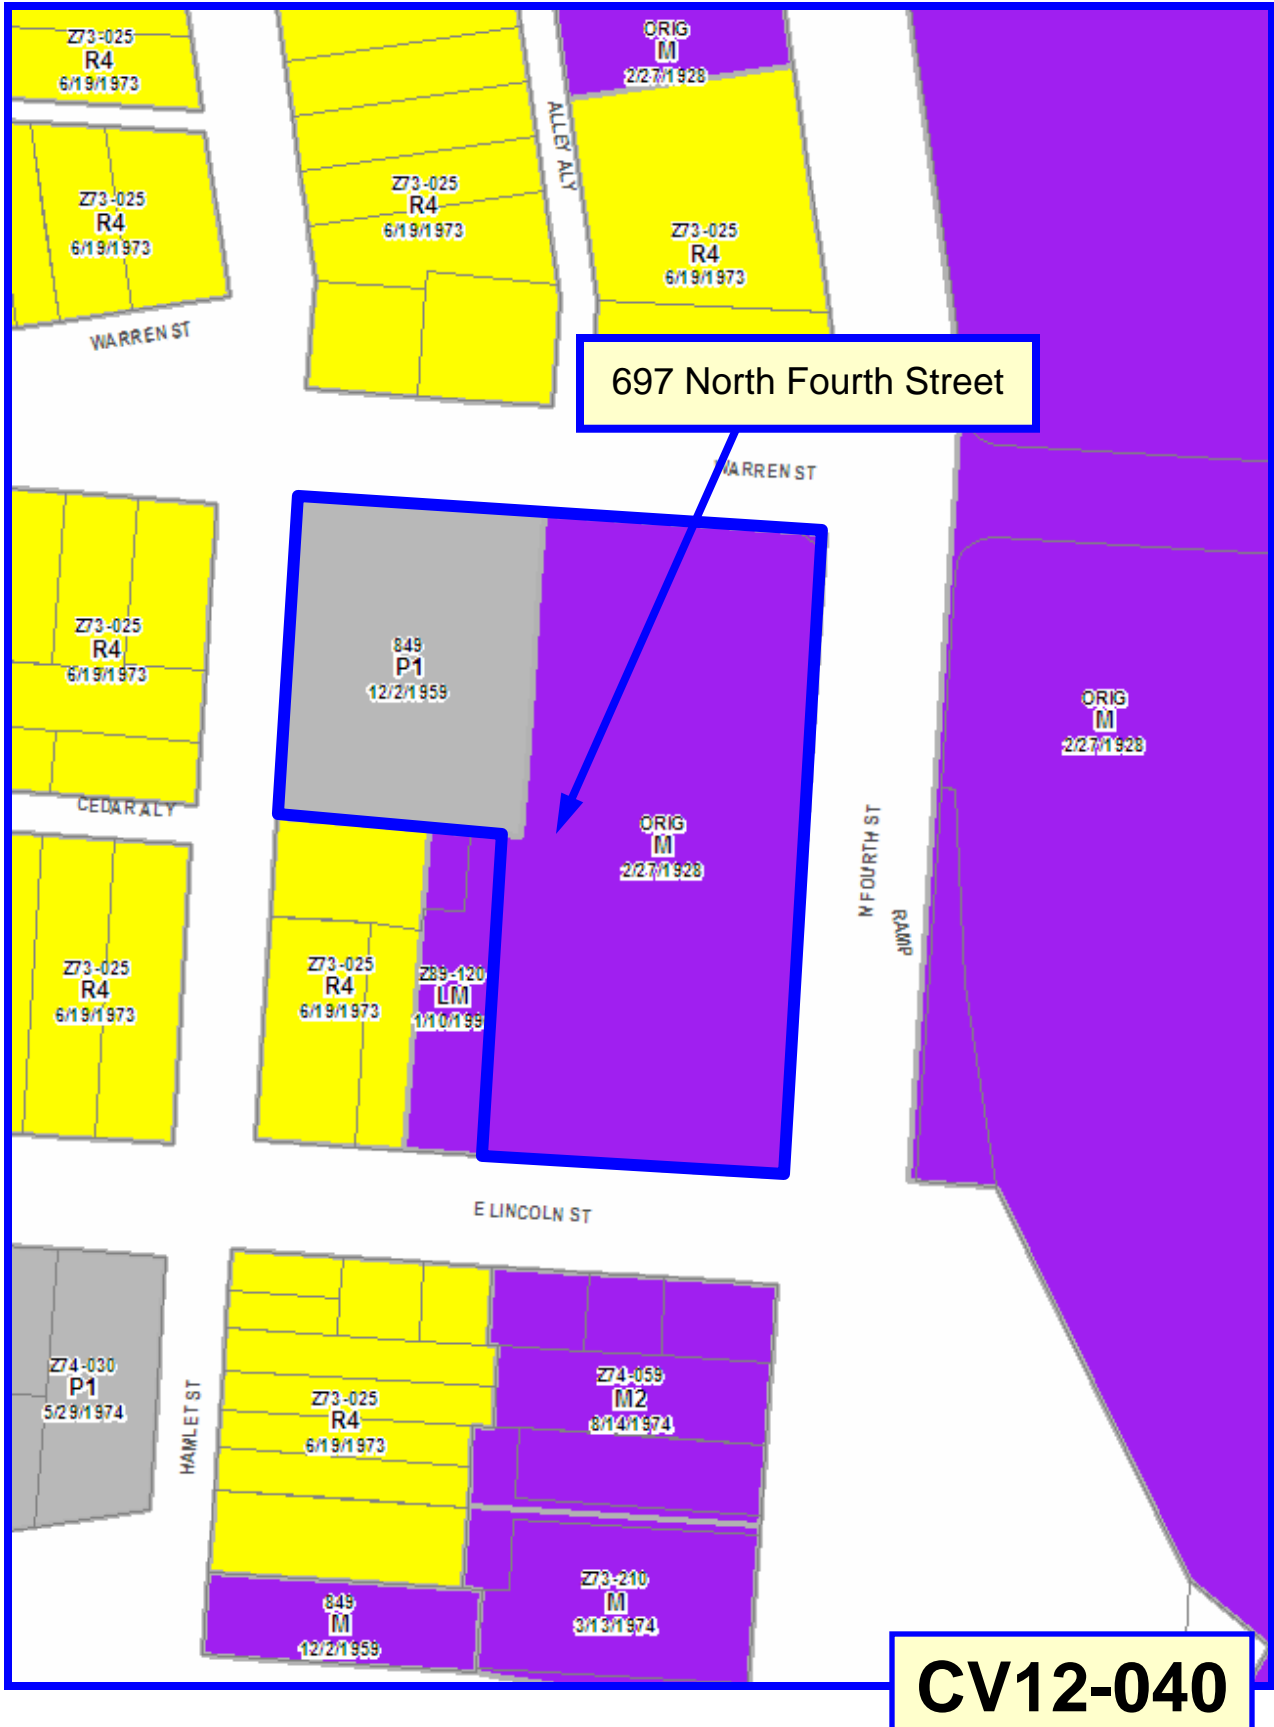 Z73-025
R4
6/19/1973
ORIG
M
2/27/1928
ALLEY ALY
Z73-025
R4
6/19/1973
Z73-025
R4
6/19/1973
Z73-025
R4
6/19/1973
WARREN ST
697 North Fourth Street
WARREN ST
Z73-025
R4
6/19/1973
849
P1
12/2/1959
ORIG
M
2/27/1928
CEDAR ALY
ORIG
M
2/27/1928
N FOURTH ST
RAMP
Z73-025
R4
6/19/1973
Z73-025
R4
6/19/1973
Z89-120
LM
1/10/199
E LINCOLN ST
Z74-030
P1
5/29/1974
HAMLET ST
Z73-025
R4
6/19/1973
Z74-059
M2
8/14/1974
849
M
12/2/1959
Z73-210
M
3/13/1974
CV12-040